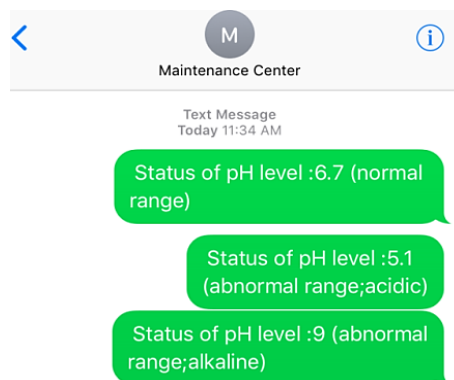 M
Maintenance Center
Text Message
Today 11:34 AM
Status of pH level :6.7 (normal
range)
Status of pH level :5.1
(abnormal range;acidic)
Status of pH level :9 (abnormal
range;alkaline)